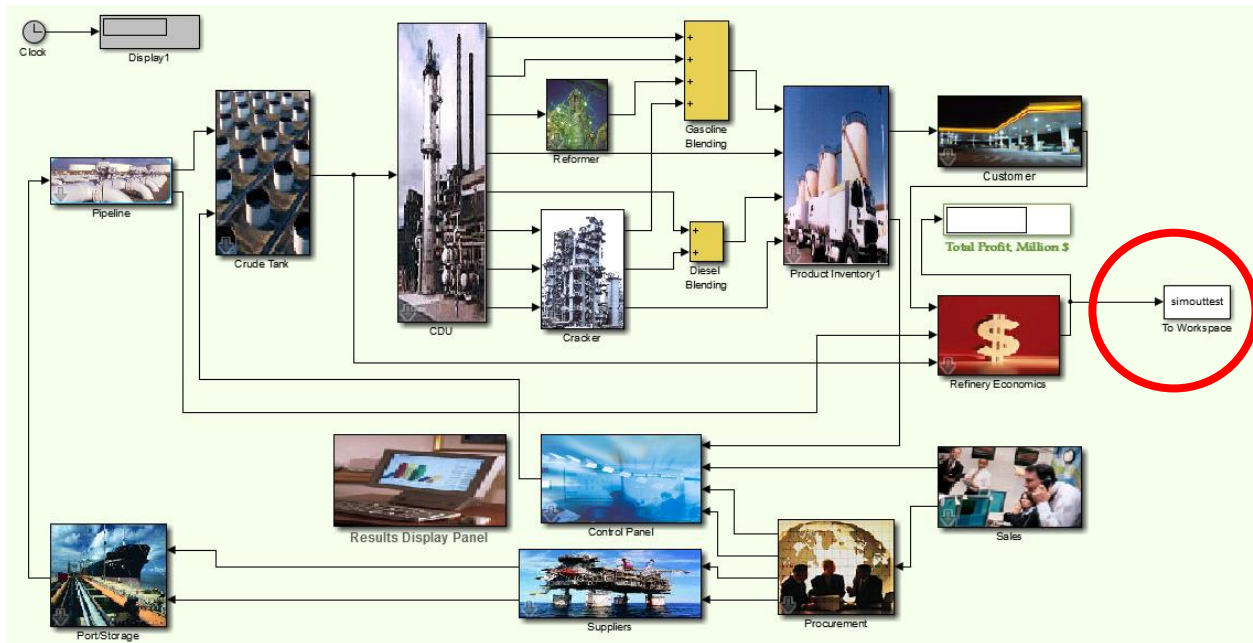 Clock
Display1
Pipeline
Crude Tank
CDU
Reformer
Cracker
+
+
+
+
Gasoline
Blending
+
+
Diesel
Blending
Product Inventory1
Customer
Total Profit, Million $
Refinery Economics
simouttest
To Workspace
Results Display Panel
Control Panel
Sales
Port/Storage
Suppliers
Procurement